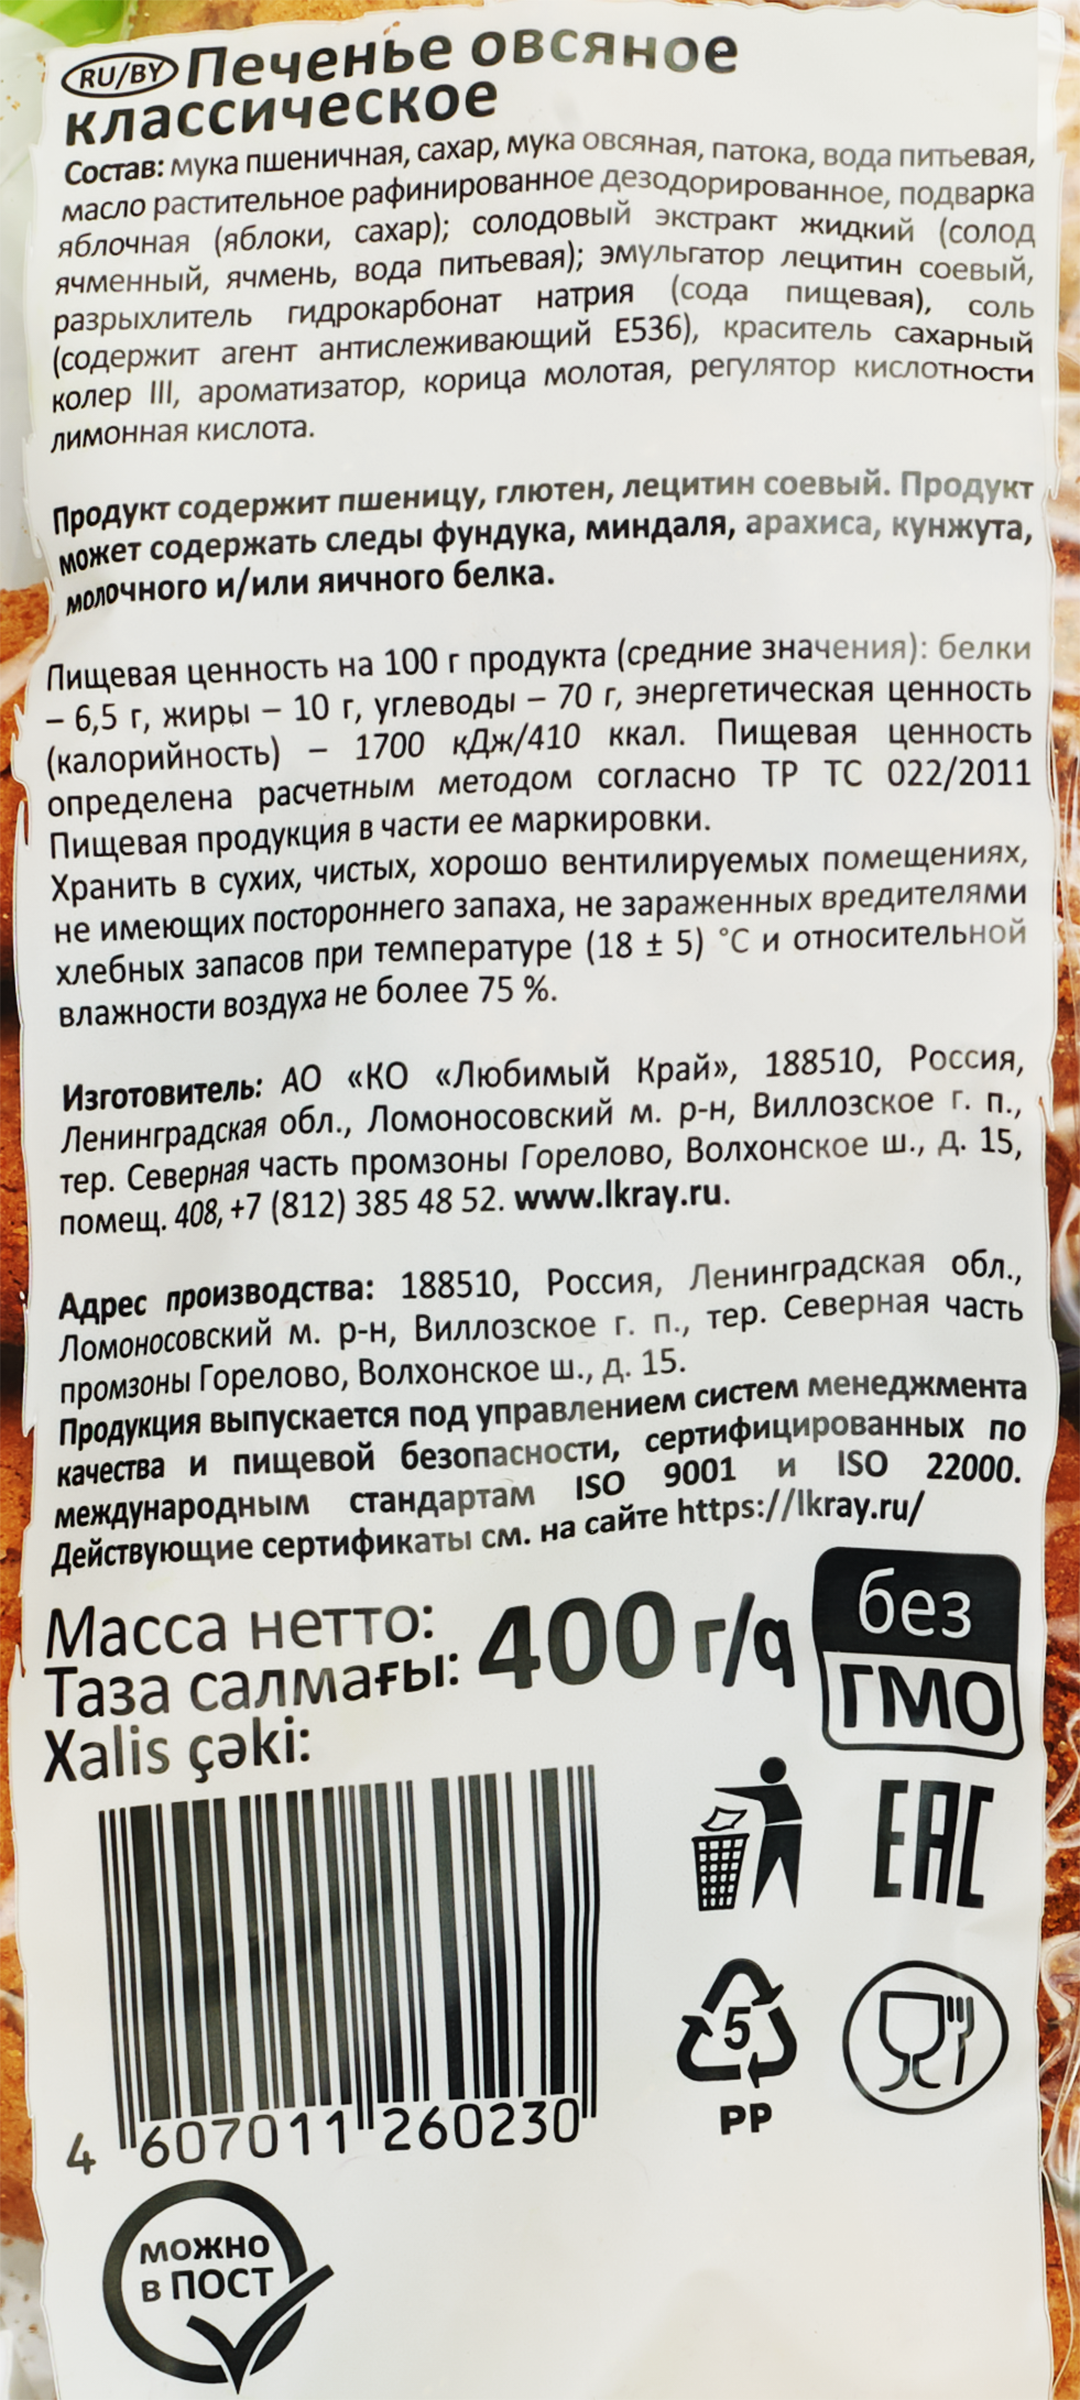 RU/BY Печенье овсяное
классическое
Состав: мука пшеничная, сахар, мука овсяная, патока, вода питьевая,
масло растительное рафинированное дезодорированное, подварка
яблочная (яблоки, сахар); солодовый экстракт жидкий (солод
ячменный, ячмень, вода питьевая); эмульгатор лецитин соевый,
разрыхлитель гидрокарбонат натрия (сода пищевая), соль
(содержит агент антислеживающий Е536), краситель сахарный
колер III, ароматизатор, корица молотая, регулятор кислотности
лимонная кислота.
Продукт содержит пшеницу, глютен, лецитин соевый. Продукт
может содержать следы фундука, миндаля, арахиса, кунжута,
молочного и/или яичного белка.
Пищевая ценность на 100 г продукта (средние значения): белки
– 6,5 г, жиры – 10 г, углеводы – 70 г, энергетическая ценность
(калорийность) – 1700 кДж/410 ккал. Пищевая ценность
определена расчетным методом согласно ТР ТС 022/2011
Пищевая продукция в части ее маркировки.
Хранить в сухих, чистых, хорошо вентилируемых помещениях,
не имеющих постороннего запаха, не зараженных вредителями
хлебных запасов при температуре (18 ± 5) °С и относительной
влажности воздуха не более 75 %.
Изготовитель: АО «КО «Любимый Край», 188510, Россия,
Ленинградская обл., Ломоносовский м. р-н, Виллозское г. п.,
тер. Северная часть промзоны Горелово, Волхонское ш., д. 15,
помещ. 408, +7 (812) 385 48 52. www.lkray.ru.
Адрес производства: 188510, Россия, Ленинградская обл.,
Ломоносовский м. р-н, Виллозское г. п., тер. Северная часть
промзоны Горелово, Волхонское ш., д. 15.
Продукция выпускается под управлением систем менеджмента
качества и пищевой безопасности, сертифицированных по
международным стандартам ISO 9001 и ISO 22000.
Действующие сертификаты см. на сайте https://lkray.ru/
Масса нетто:
Таза салмағы: 400 г/q
Xalis çəki:
без
ГМО
EAC
5
PP
4 607011 260230
МОЖНО
В ПОСТ